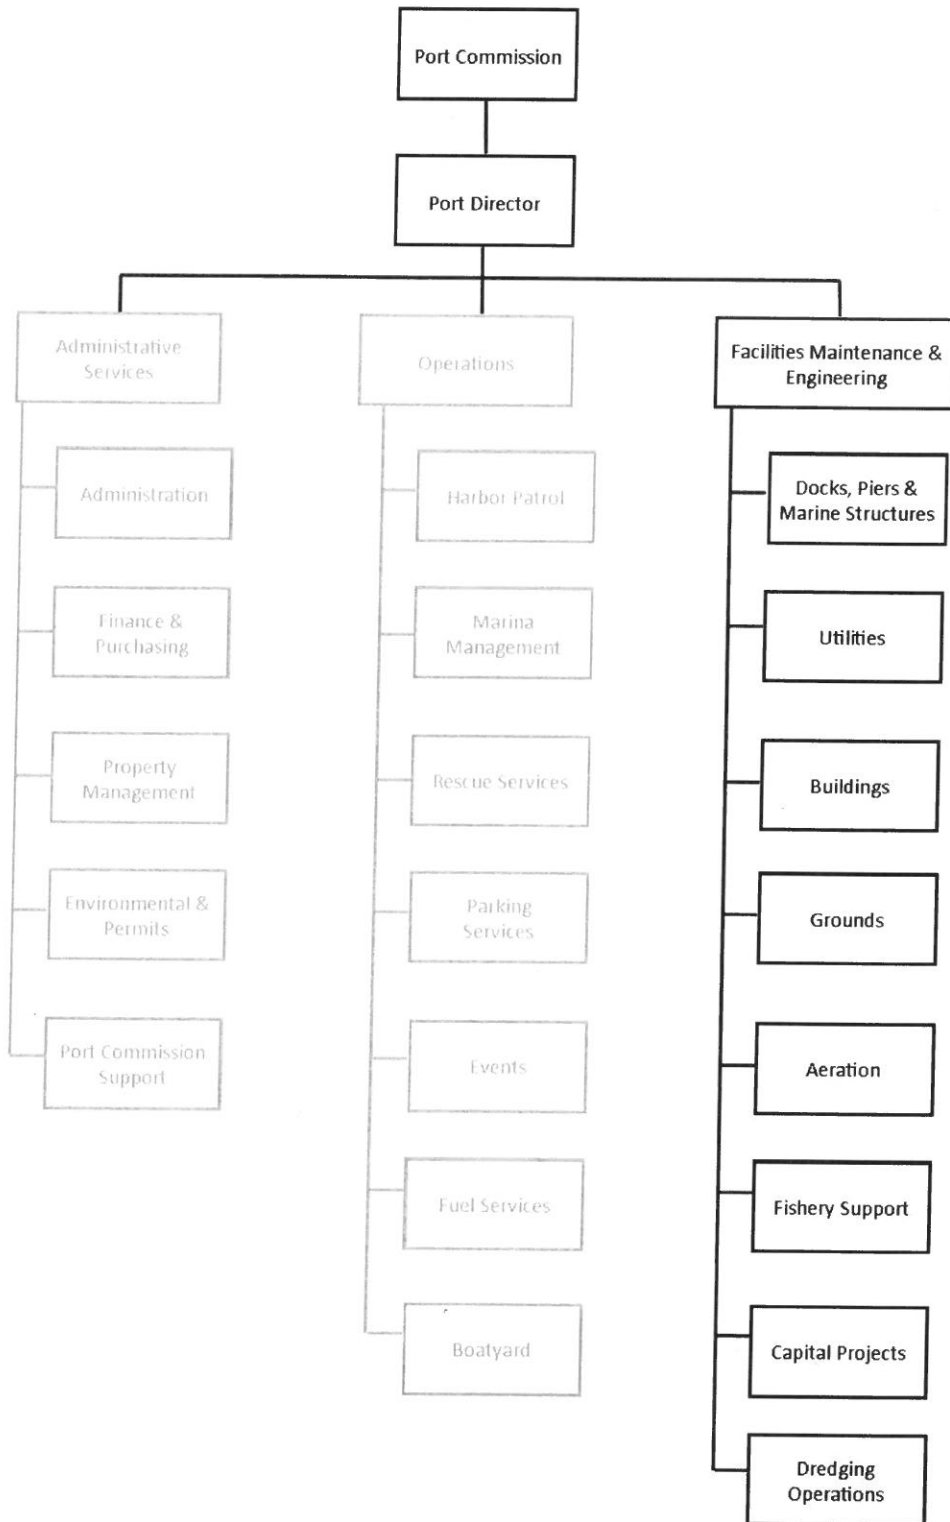 Port Commission
Port Director
Administrative
Services
Administration
Finance &
Purchasing
Property
Management
Environmental &
Permits
Port Commission
Support
Operations
Harbor Patrol
Marina
Management
Rescue Services
Parking
Services
Events
Fuel Services
Boatyard
Facilities Maintenance &
Engineering
Docks, Piers &
Marine Structures
Utilities
Buildings
Grounds
Aeration
Fishery Support
Capital Projects
Dredging
Operations